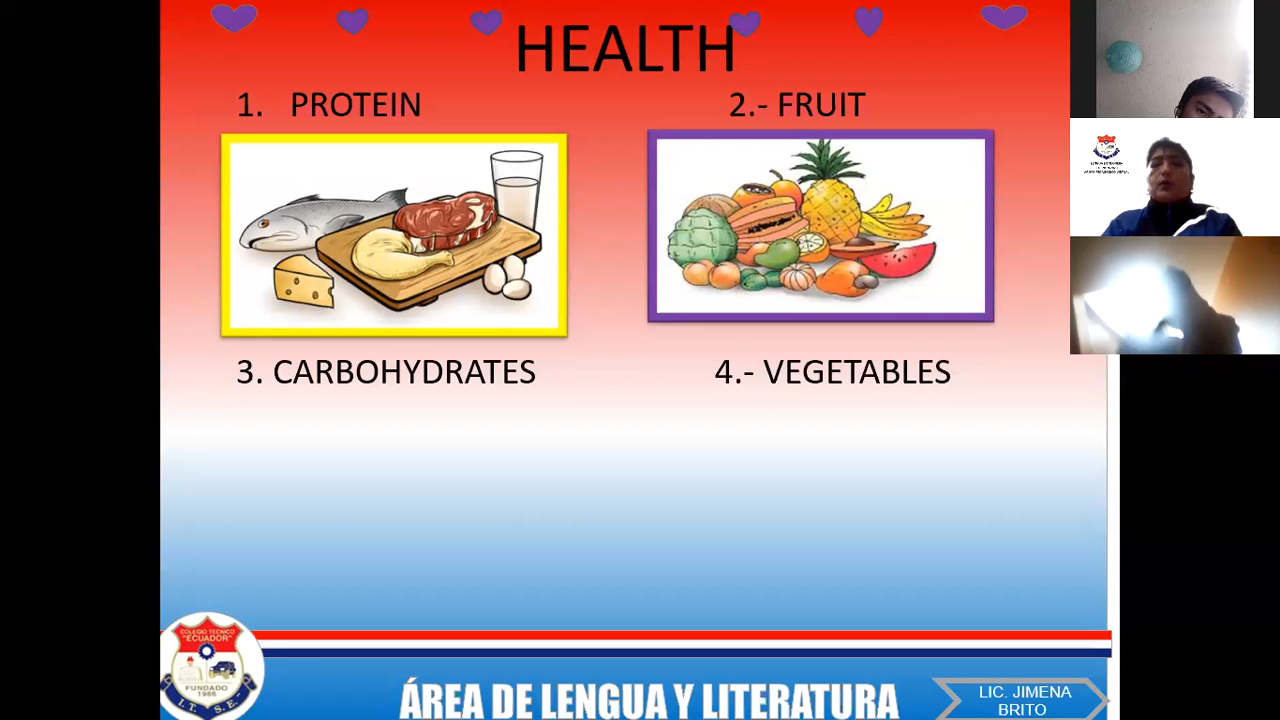 HEALTH
1. PROTEIN
2.- FRUIT
3. CARBOHYDRATES
4.- VEGETABLES
COLEGIO TECNICO
"ECUADOR"
FUNDADO
1986
I. T. S. E.
ÁREA DE LENGUA Y LITERATURA
LIC. JIMENA
BRITO